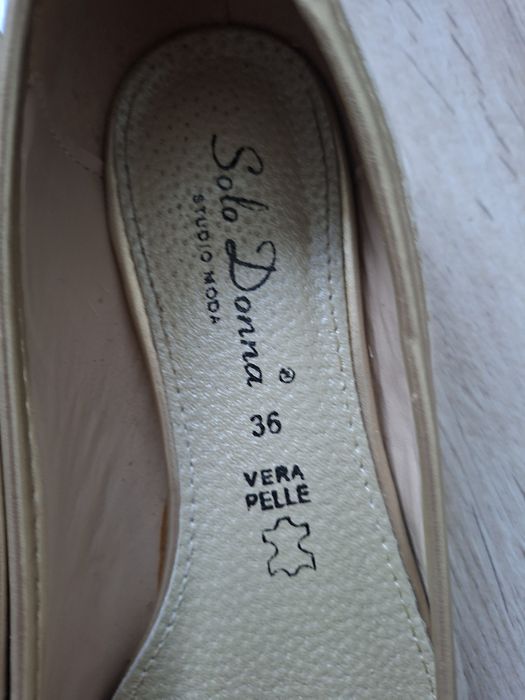 Solo Donna ®
STUDIO MODA
36
VERA
PELLE